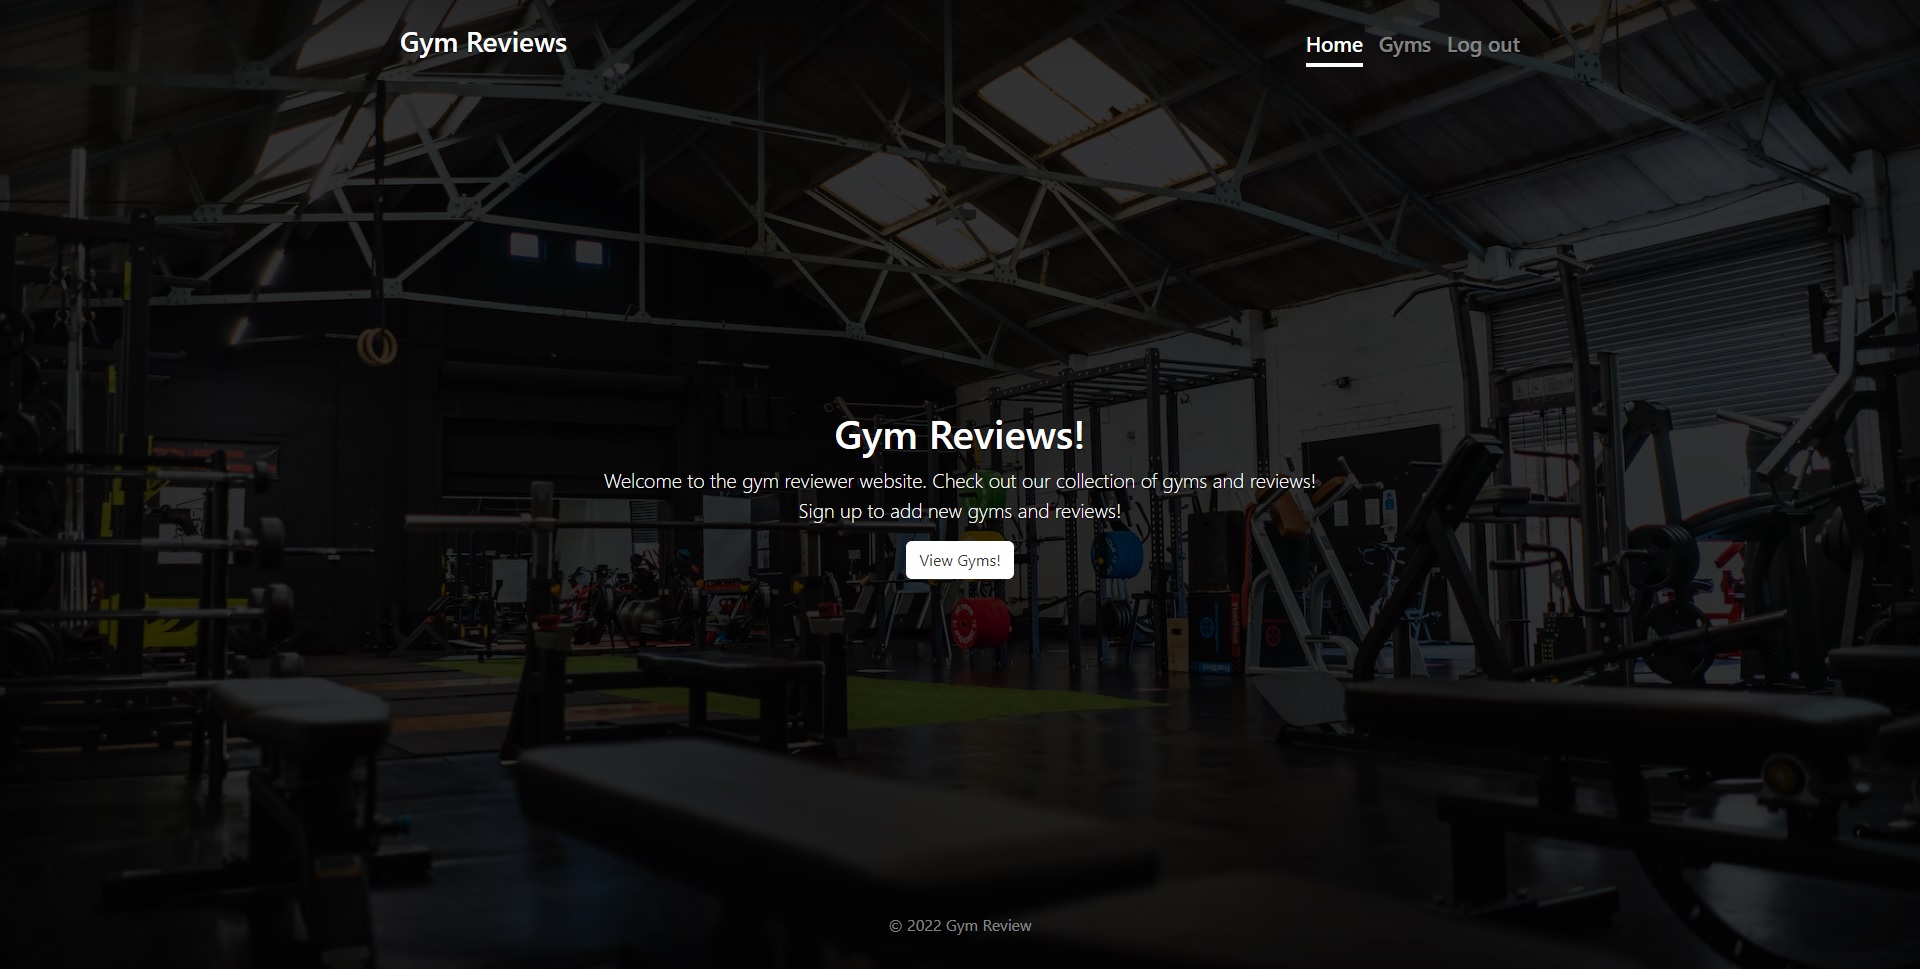 Gym Reviews
Home Gyms Log out
Gym Reviews!
Welcome to the gym reviewer website. Check out our collection of gyms and reviews!
Sign up to add new gyms and reviews!
View Gyms!
© 2022 Gym Review